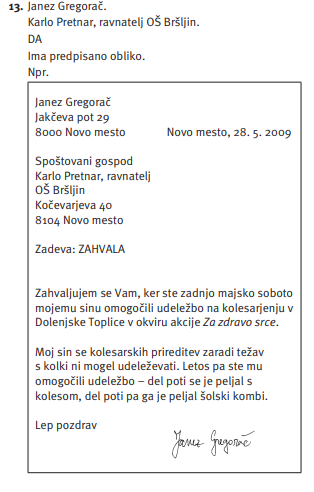 13. Janez Gregorač.
Karlo Pretnar, ravnatelj OŠ Bršljin.
DA
Ima predpisano obliko.
Npr.
Janez Gregorač
Jakčeva pot 29
8000 Novo mesto Novo mesto, 28. 5. 2009
Spoštovani gospod
Karlo Pretnar, ravnatelj
OŠ Bršljin
Kočevarjeva 40
8104 Novo mesto
Zadeva: ZAHVALA
Zahvaljujem se Vam, ker ste zadnjo majsko soboto
mojemu sinu omogočili udeležbo na kolesarjenju v
Dolenjske Toplice v okviru akcije Za zdravo srce.
Moj sin se kolesarskih prireditev zaradi težav
s kolki ni mogel udeleževati. Letos pa ste mu
omogočili udeležbo – del poti se je peljal s
kolesom, del poti pa ga je peljal šolski kombi.
Lep pozdrav
Janez Gregorač